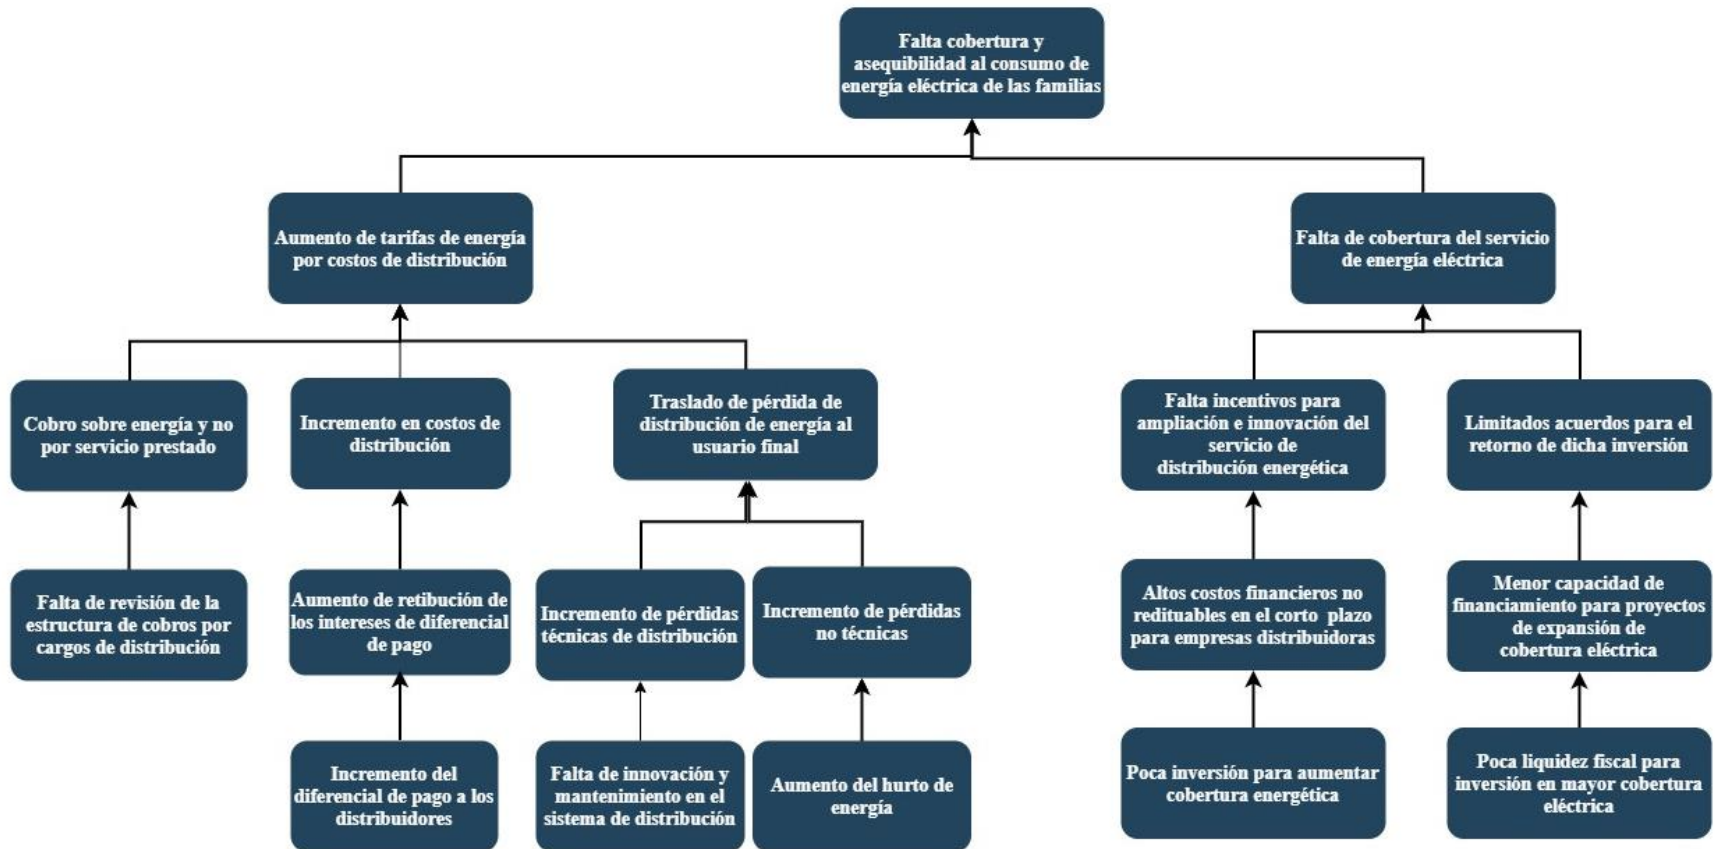 Falta cobertura y
asequibilidad al consumo de
energía eléctrica de las familias
Aumento de tarifas de energía
por costos de distribución
Falta de cobertura del servicio
de energía eléctrica
Cobro sobre energía y no
por servicio prestado
Incremento en costos de
distribución
Traslado de pérdida de
distribución de energía al
usuario final
Falta incentivos para
ampliación e innovación del
servicio de
distribución energética
Limitados acuerdos para el
retorno de dicha inversión
Falta de revisión de la
estructura de cobros por
cargos de distribución
Aumento de retibución de
los intereses de diferencial
de pago
Incremento de pérdidas
técnicas de distribución
Incremento de pérdidas
no técnicas
Altos costos financieros no
redituables en el corto plazo
para empresas distribuidoras
Menor capacidad de
financiamiento para proyectos
de expansión de
cobertura eléctrica
Incremento del
diferencial de pago a los
distribuidores
Falta de innovación y
mantenimiento en el
sistema de distribución
Aumento del hurto de
energía
Poca inversión para aumentar
cobertura energética
Poca liquidez fiscal para
inversión en mayor cobertura
eléctrica